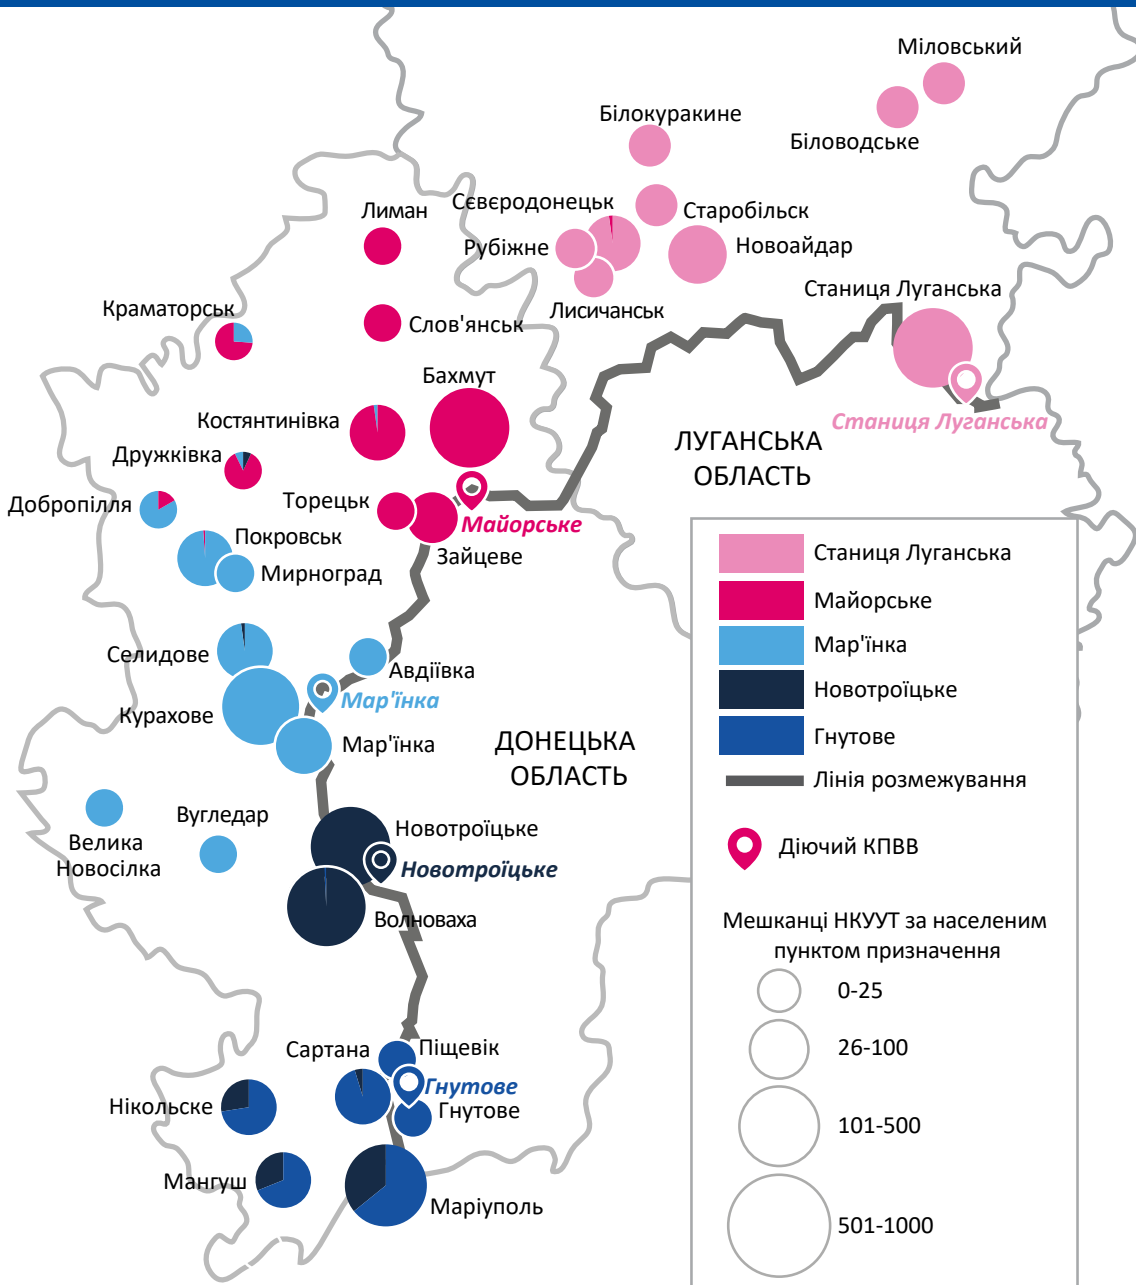 Міловський
Білокуракине
Біловодське
Лиман
Сєвєродонецьк
Старобільск
Рубіжне
Новоайдар
Лисичанськ
Станиця Луганська
Краматорськ
Слов'янськ
Бахмут
Костянтинівка
Станиця Луганська
ЛУГАНСЬКА
ОБЛАСТЬ
Дружківка
Добропілля
Торецьк
Майорське
Зайцеве
Покровськ
Мирноград
Селидове
Авдіївка
Мар'їнка
Курахове
Мар'їнка
ДОНЕЦЬКА
ОБЛАСТЬ
Велика
Новосілка
Вугледар
Новотроїцьке
Новотроїцьке
Волноваха
Сартана
Піщевік
Гнутове
Гнутове
Нікольске
Мангуш
Маріуполь
Станиця Луганська
Майорське
Мар'їнка
Новотроїцьке
Гнутове
Лінія розмежування
Діючий КПВВ
Мешканці НКУУТ за населеним
пунктом призначення
0-25
26-100
101-500
501-1000